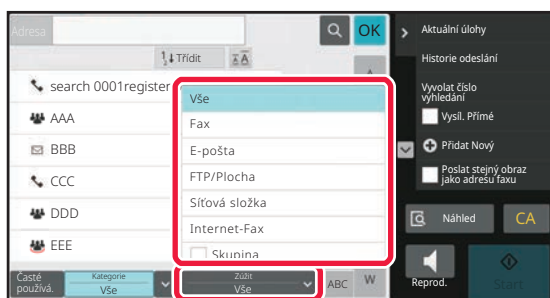 Adresa
OK
Třídit
search 0001register
AAA
BBB
CCC
DDD
EEE
Vše
Fax
E-pošta
FTP/Plocha
Síťová složka
Internet-Fax
Skupina
Časté
používá.
Kategorie
Vše
Zúžit
Vše
ABC
W
Aktuální úlohy
Historie odeslání
Vyvolat číslo
vyhledání
Vysíl. Přímé
Přidat Nový
Poslat stejný obraz
jako adresu faxu
Náhled
CA
Reprod.
Start